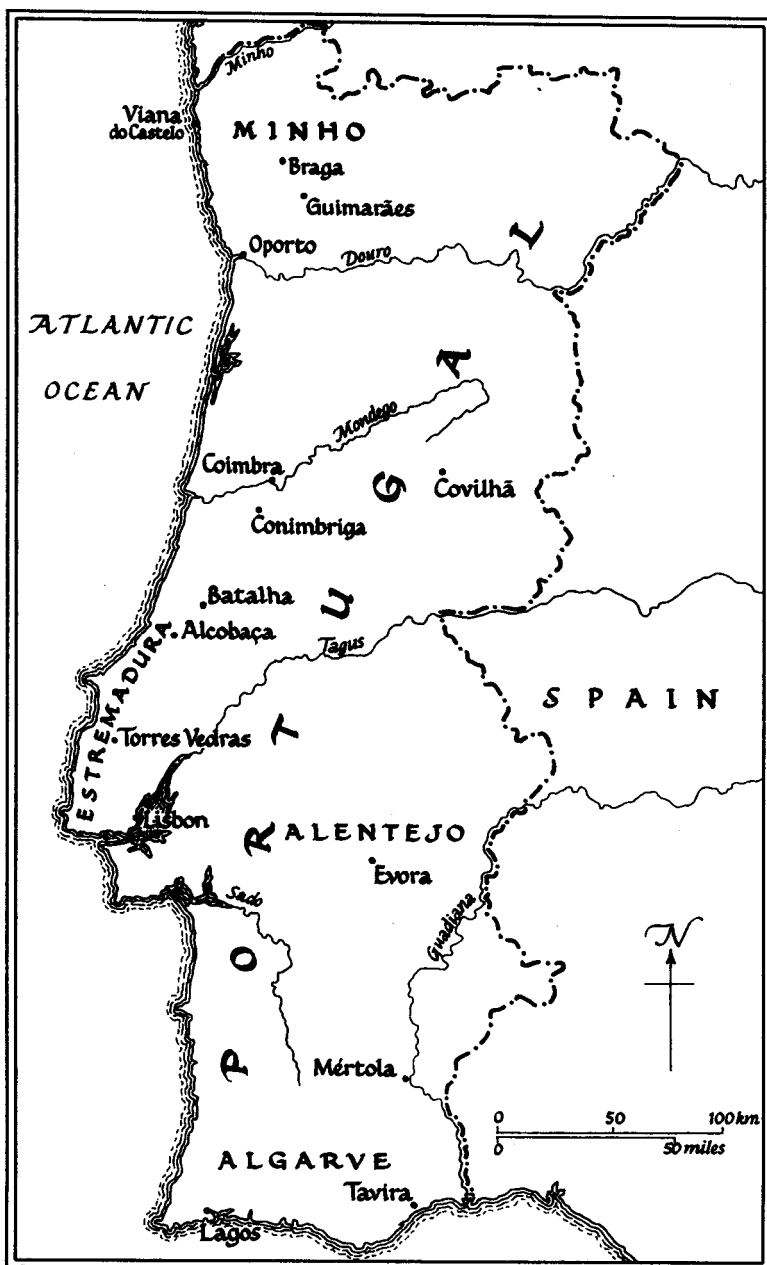 Minho
Viana
do Castelo
MINHO
Braga
Guimarães
Oporto
Douro
ATLANTIC
OCEAN
Mondego
Coimbra
Covilhã
Conimbriga
Batalha
Alcobaça
Tagus
ESTREMADURA
SPAIN
Torres Vedras
Lisbon
ALENTEJO
Evora
Sado
Guadiana
N
PORTUGAL
Mértola
0 50 100 km
0 50 miles
ALGARVE
Tavira
Lagos